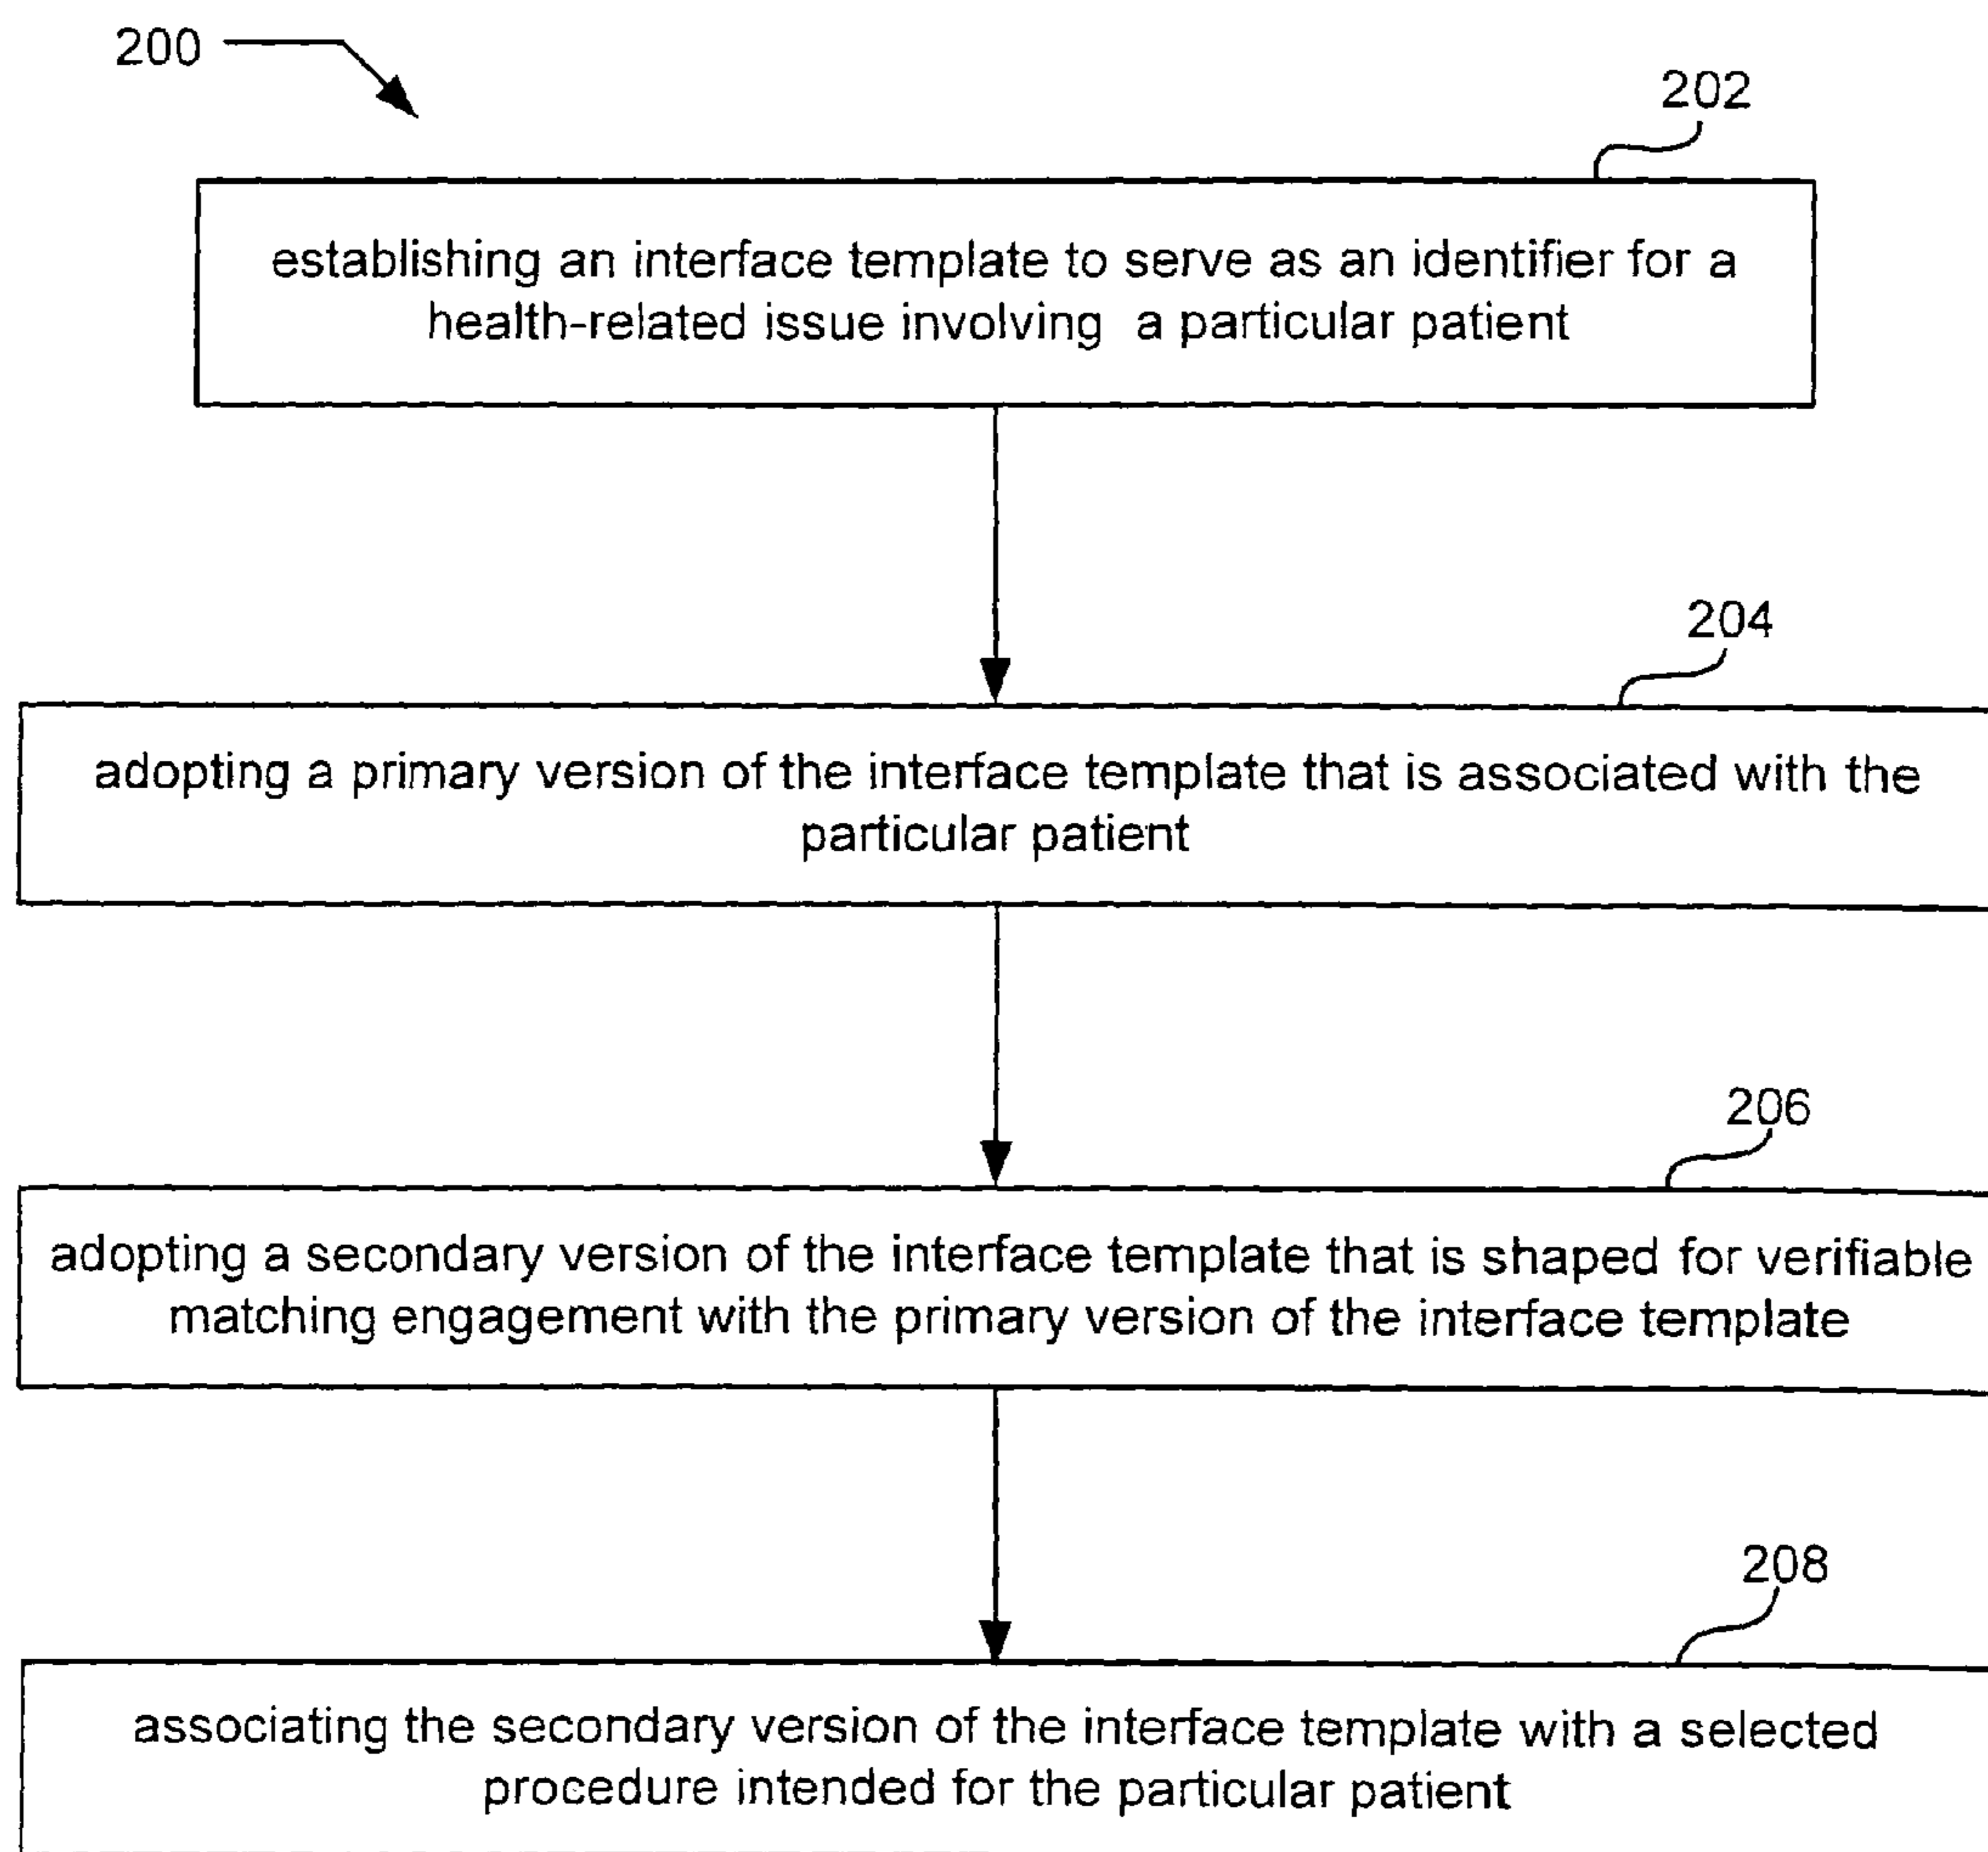 200
202
establishing an interface template to serve as an identifier for a
health-related issue involving a particular patient
204
adopting a primary version of the interface template that is associated with the
particular patient
206
adopting a secondary version of the interface template that is shaped for verifiable
matching engagement with the primary version of the interface template
208
associating the secondary version of the interface template with a selected
procedure intended for the particular patient